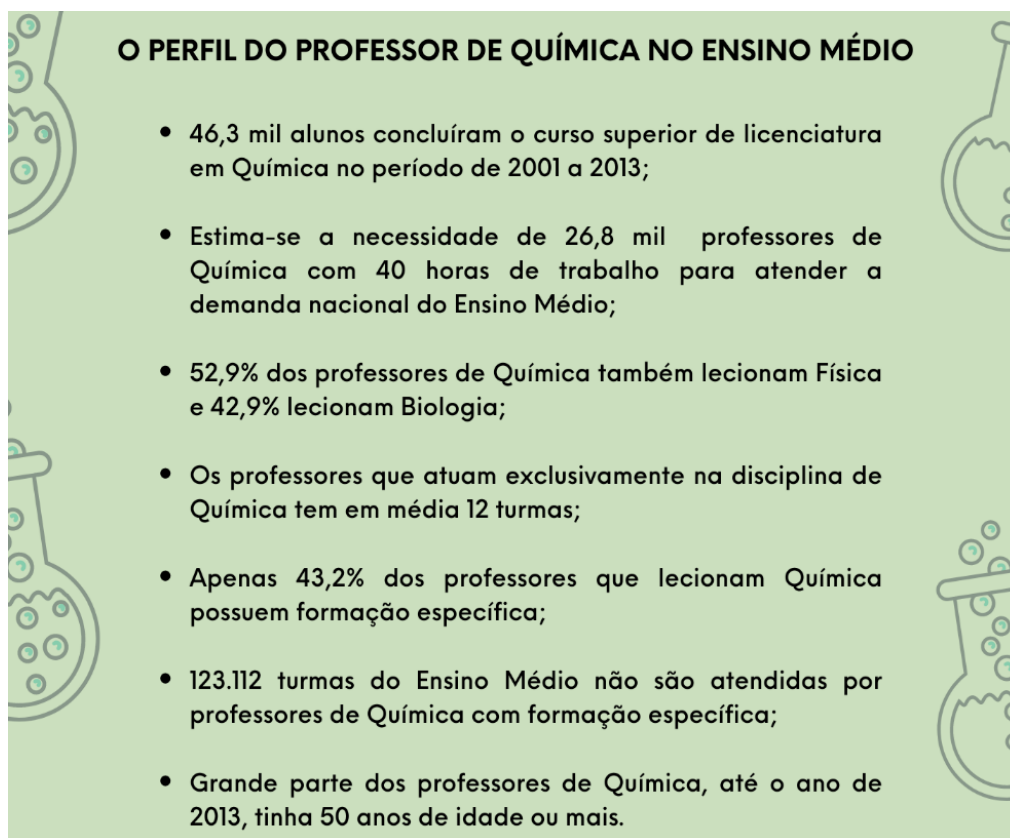 O PERFIL DO PROFESSOR DE QUÍMICA NO ENSINO MÉDIO
• 46,3 mil alunos concluíram o curso superior de licenciatura
em Química no período de 2001 a 2013;
• Estima-se a necessidade de 26,8 mil professores de
Química com 40 horas de trabalho para atender a
demanda nacional do Ensino Médio;
• 52,9% dos professores de Química também lecionam Física
e 42,9% lecionam Biologia;
• Os professores que atuam exclusivamente na disciplina de
Química tem em média 12 turmas;
• Apenas 43,2% dos professores que lecionam Química
possuem formação específica;
• 123.112 turmas do Ensino Médio não são atendidas por
professores de Química com formação específica;
• Grande parte dos professores de Química, até o ano de
2013, tinha 50 anos de idade ou mais.